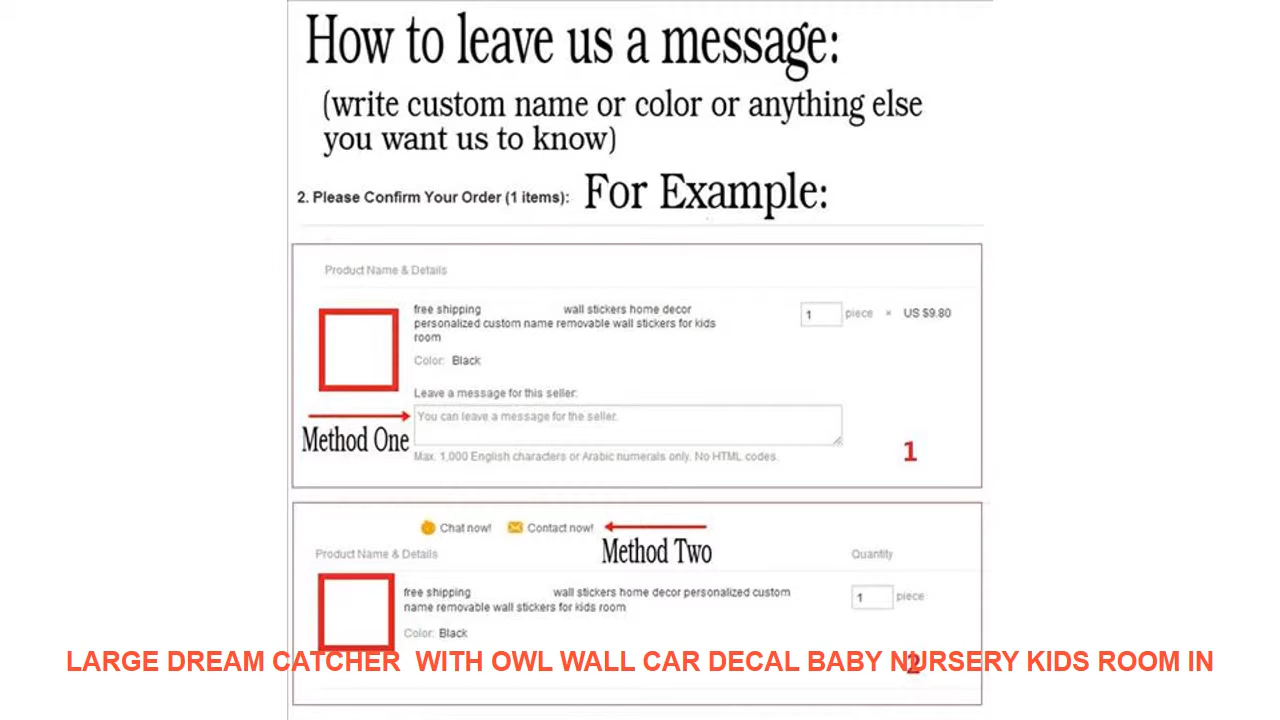 How to leave us a message:
(write custom name or color or anything else
you want us to know)
2. Please Confirm Your Order (1 items): For Example:
Product Name & Details
free shipping wall stickers home decor
personalized custom name removable wall stickers for kids
room
1 piece × US $9.80
Color: Black
Leave a message for this seller:
You can leave a message for the seller.
Method One
Max. 1,000 English characters or Arabic numerals only. No HTML codes.
1
Chat now! Contact now!
Method Two
Product Name & Details Quantity
free shipping wall stickers home decor personalized custom
name removable wall stickers for kids room
1 piece
Color: Black
2
LARGE DREAM CATCHER WITH OWL WALL CAR DECAL BABY NURSERY KIDS ROOM IN